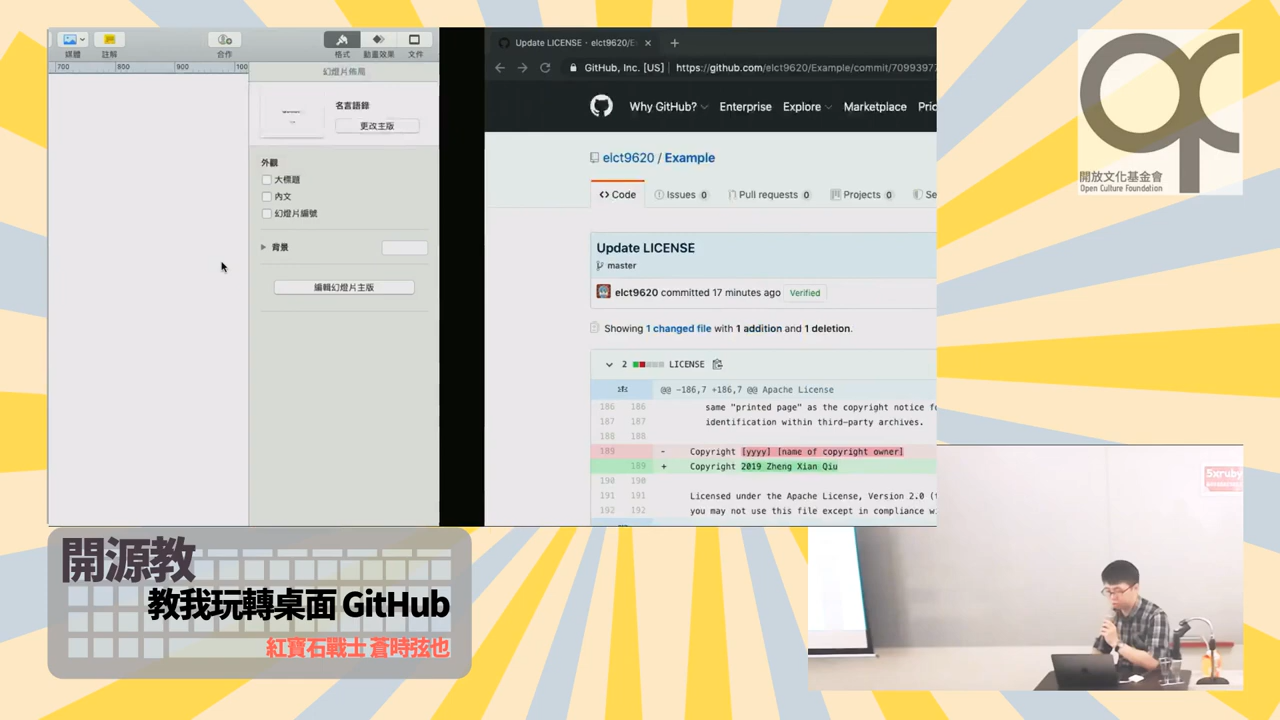 媒體
註解
合作
格式
動畫效果
文件
700
800
900
100
幻燈片佈局
名言語錄
更改主版
外觀
大標題
內文
幻燈片編號
背景
編輯幻燈片主版
Update LICENSE · elct9620/E
GitHub, Inc. [US]
https://github.com/elct9620/Example/commit/70993977
Why GitHub?
Enterprise
Explore
Marketplace
Pric
elct9620 / Example
Code
Issues 0
Pull requests 0
Projects 0
Se
Update LICENSE
master
elct9620 committed 17 minutes ago
Verified
Showing 1 changed file with 1 addition and 1 deletion.
2
LICENSE
@@ -186,7 +186,7 @@ Apache License
186 186 same "printed page" as the copyright notice fo
187 187 identification within third-party archives.
188 188
189 - Copyright [yyyy] [name of copyright owner]
189 + Copyright 2019 Zheng Xian Qiu
190 190
191 191 Licensed under the Apache License, Version 2.0 (
192 192 you may not use this file except in compliance w
開放文化基金會
Open Culture Foundation
5xruby
開源教
教我玩轉桌面 GitHub
紅寶石戰士 蒼時弦也